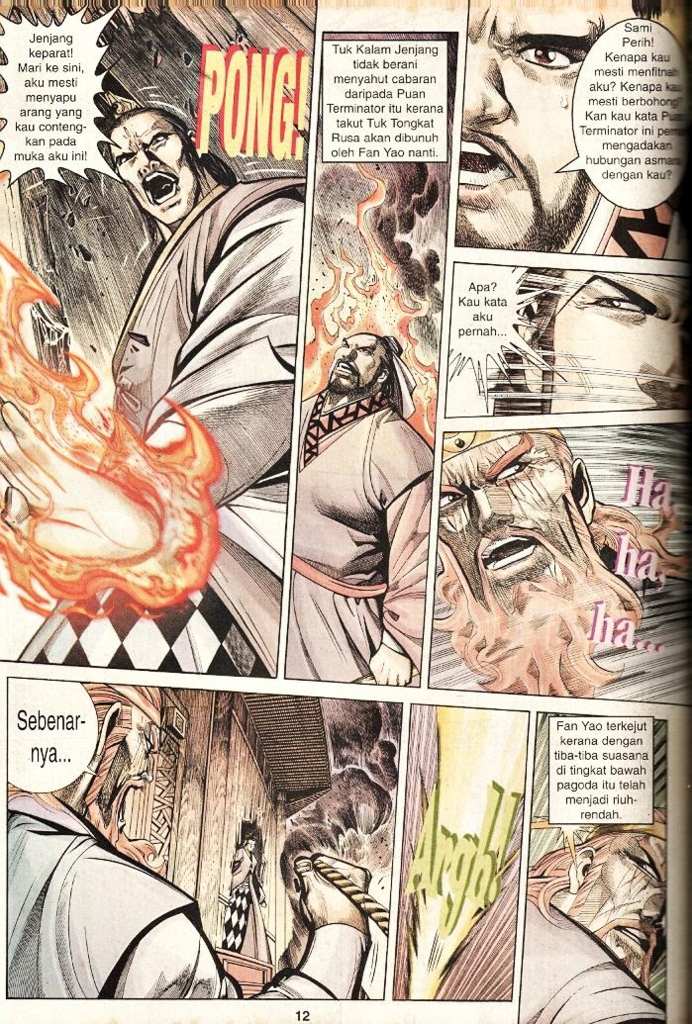 Jenjang
keparat!
Mari ke sini,
aku mesti
menyapu
arang yang
kau conteng-
kan pada
muka aku ini!
PONG!
Tuk Kalam Jenjang
tidak berani
menyahut cabaran
daripada Puan
Terminator itu kerana
takut Tuk Tongkat
Rusa akan dibunuh
oleh Fan Yao nanti.
Sami
Perih!
Kenapa kau
mesti menfitnah
aku? Kenapa kau
mesti berbohong?
Kan kau kata Puan
Terminator ini pernah
mengadakan
hubungan asmara
dengan kau?
Apa?
Kau kata
aku
pernah...
Ha,
ha,
ha...
Sebenar-
nya...
Argh!
Fan Yao terkejut
kerana dengan
tiba-tiba suasana
di tingkat bawah
pagoda itu telah
menjadi riuh-
rendah.
12